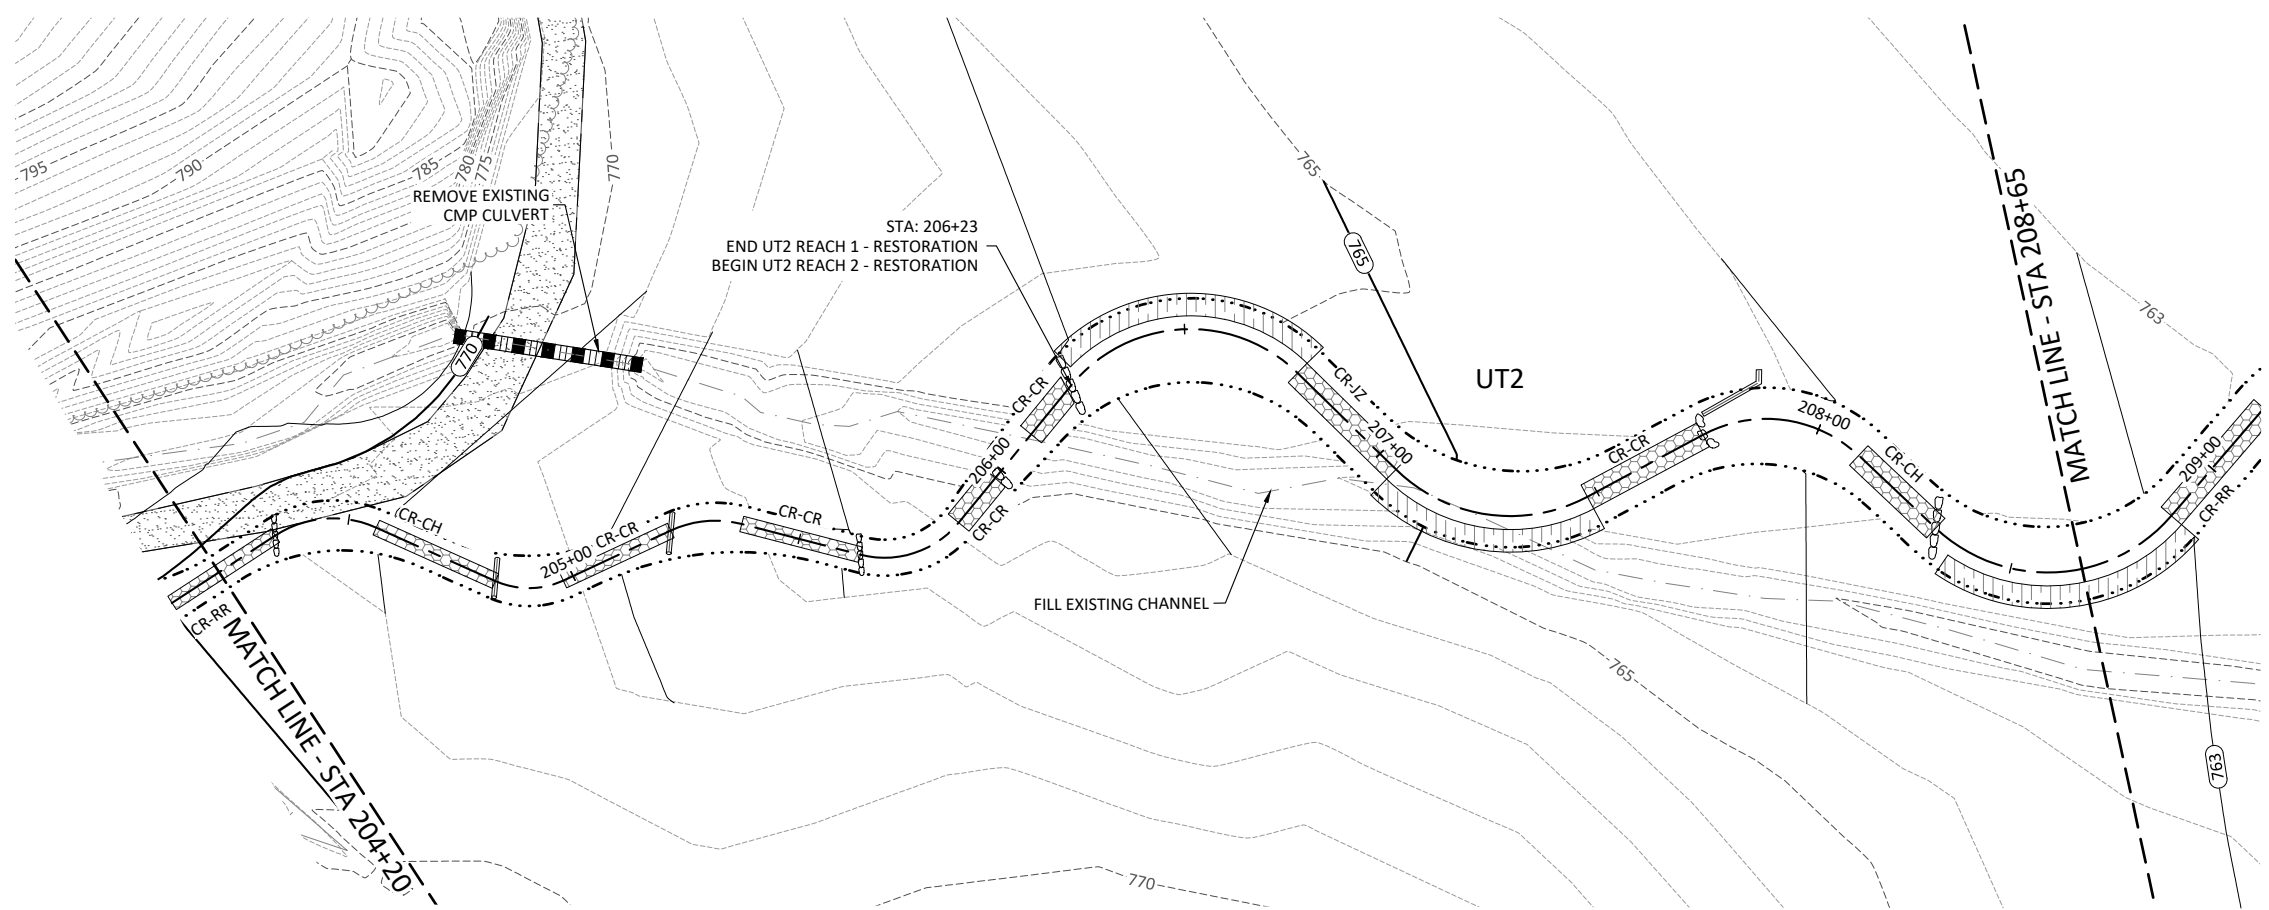 795
790
785
780
775
770
REMOVE EXISTING
CMP CULVERT
770
STA: 206+23
END UT2 REACH 1 - RESTORATION
BEGIN UT2 REACH 2 - RESTORATION
765
765
UT2
MATCH LINE - STA 208+65
763
CR-CR
CR-JZ
206+00
CR-CR
207+00
CR-CR
208+00
CR-CH
209+00
CR-RR
CR-CH
205+00
CR-CR
CR-CR
CR-RR
MATCH LINE - STA 204+20
FILL EXISTING CHANNEL
765
763
770